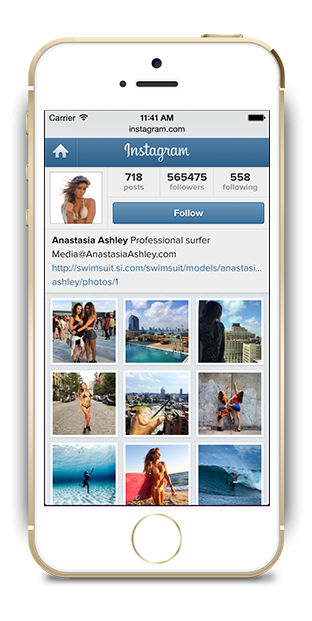 Carrier 11:41 AM
instagram.com
Instagram
718 565475 558
posts followers following
Follow
Anastasia Ashley Professional surfer
Media@AnastasiaAshley.com
http://swimsuit.si.com/swimsuit/models/anastasi...
ashley/photos/1